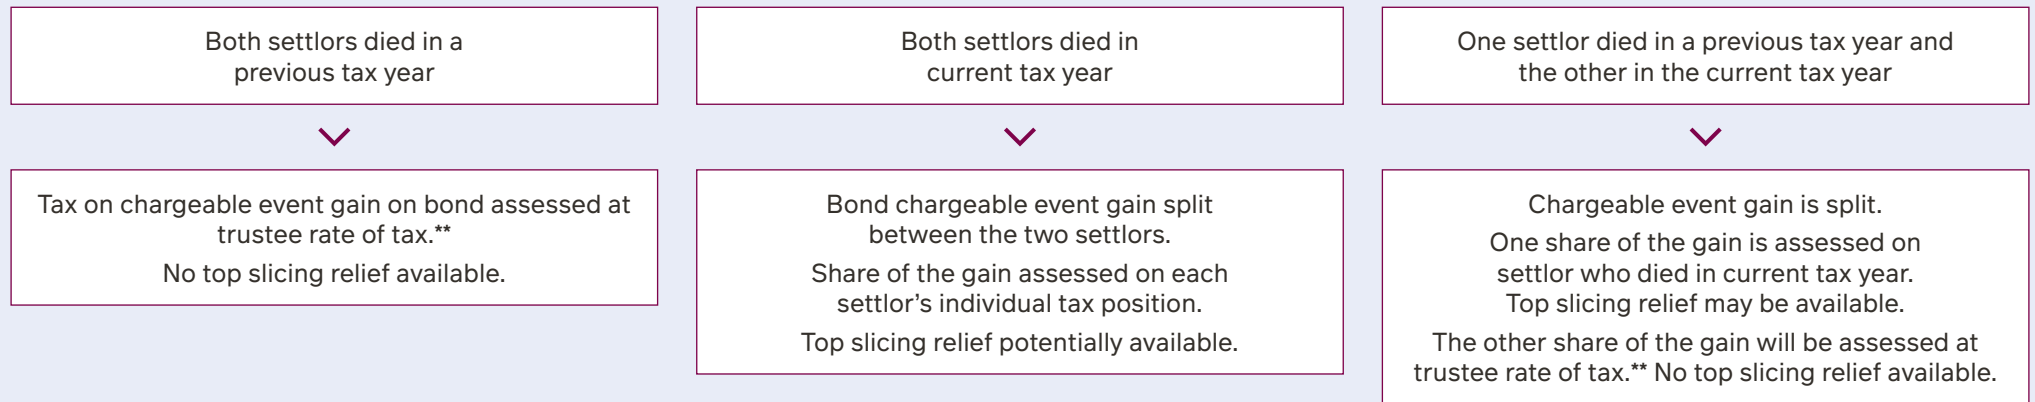 Both settlors died in a
previous tax year
Tax on chargeable event gain on bond assessed at
trustee rate of tax.**
No top slicing relief available.
Both settlors died in
current tax year
Bond chargeable event gain split
between the two settlors.
Share of the gain assessed on each
settlor’s individual tax position.
Top slicing relief potentially available.
One settlor died in a previous tax year and
the other in the current tax year
Chargeable event gain is split.
One share of the gain is assessed on
settlor who died in current tax year.
Top slicing relief may be available.
The other share of the gain will be assessed at
trustee rate of tax.** No top slicing relief available.